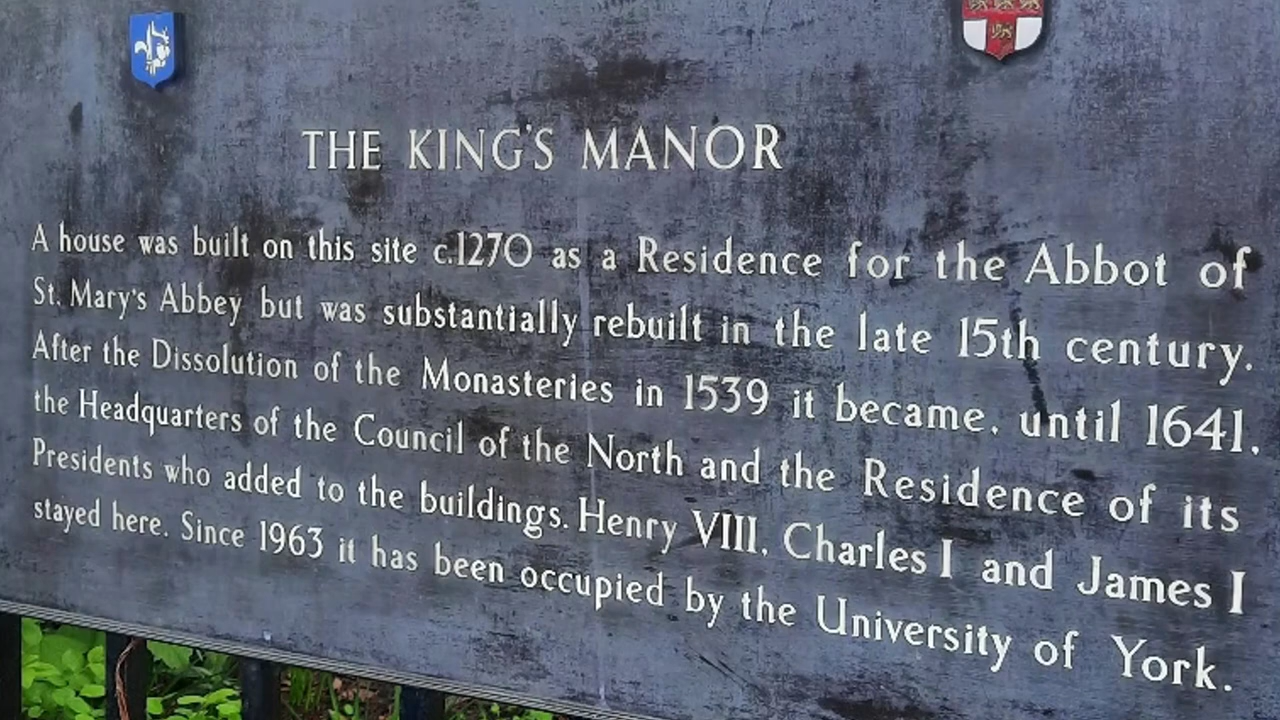 THE KING'S MANOR
A house was built on this site c.1270 as a Residence for the Abbot of
St. Mary's Abbey but was substantially rebuilt in the late 15th century.
After the Dissolution of the Monasteries in 1539 it became, until 1641,
the Headquarters of the Council of the North and the Residence of its
Presidents who added to the buildings. Henry VIII, Charles I and James I
stayed here. Since 1963 it has been occupied by the University of York.